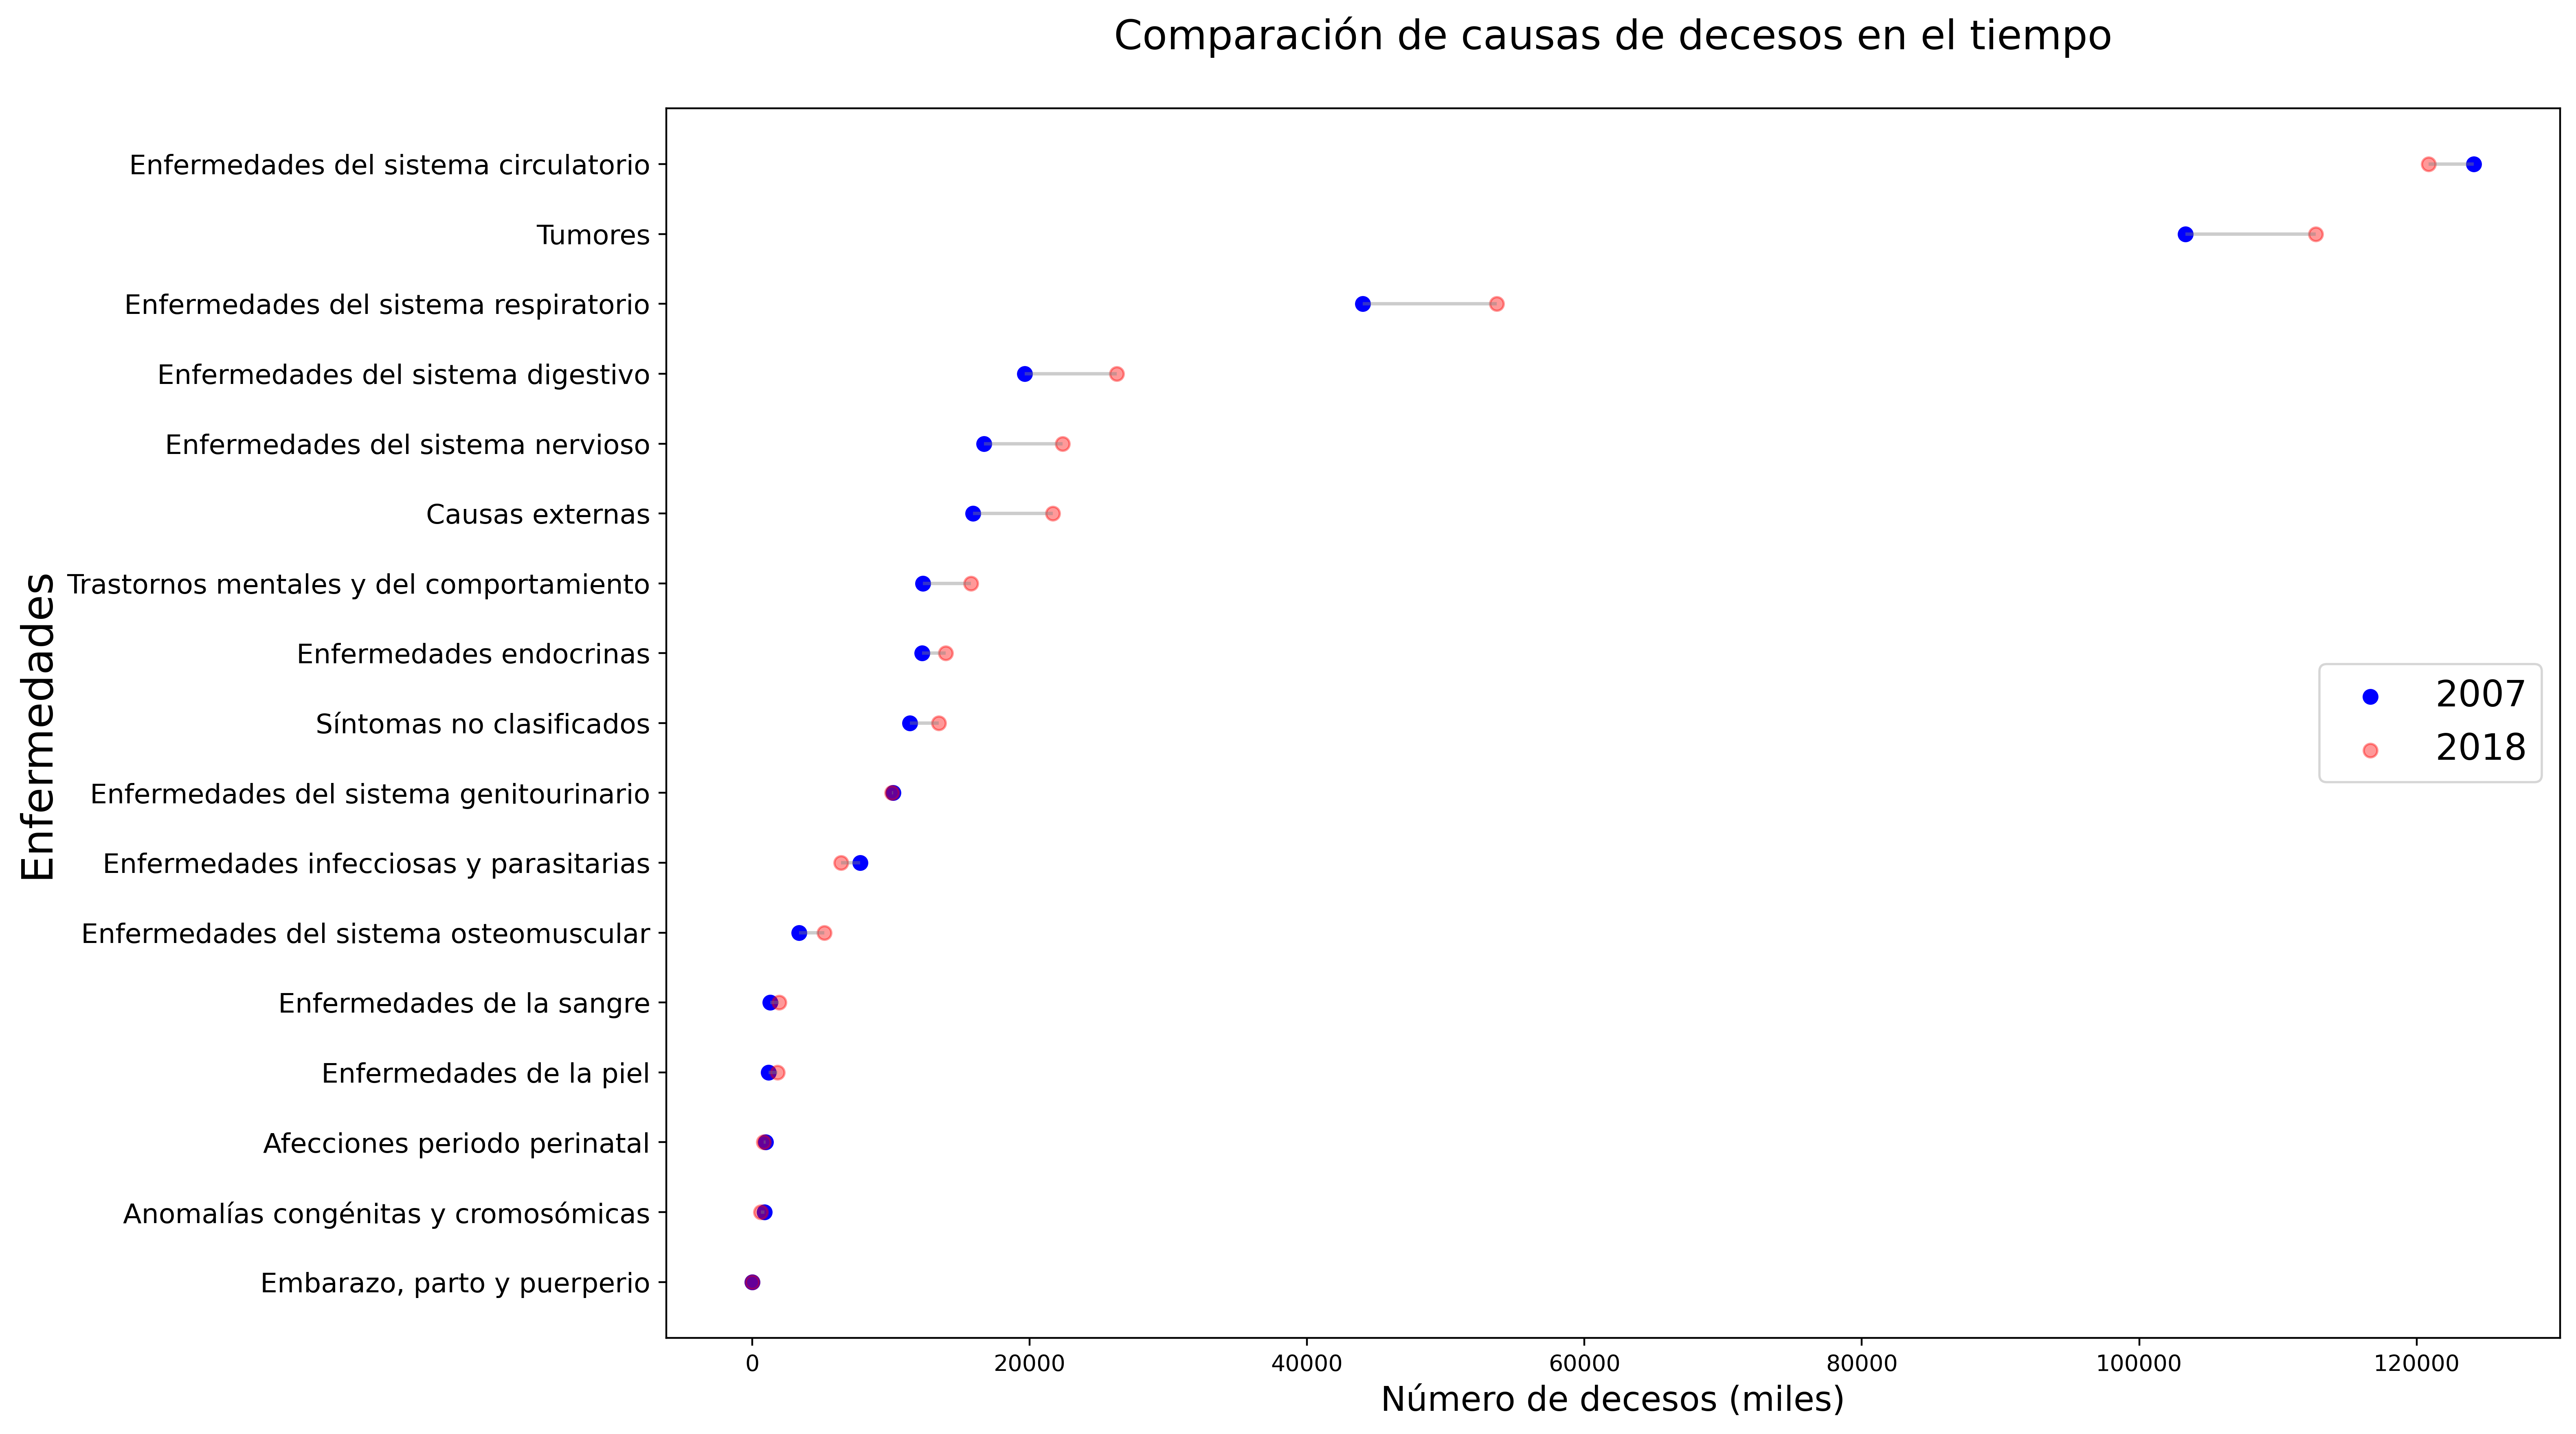 Comparación de causas de decesos en el tiempo
Enfermedades
Enfermedades del sistema circulatorio
Tumores
Enfermedades del sistema respiratorio
Enfermedades del sistema digestivo
Enfermedades del sistema nervioso
Causas externas
Trastornos mentales y del comportamiento
Enfermedades endocrinas
Síntomas no clasificados
Enfermedades del sistema genitourinario
Enfermedades infecciosas y parasitarias
Enfermedades del sistema osteomuscular
Enfermedades de la sangre
Enfermedades de la piel
Afecciones periodo perinatal
Anomalías congénitas y cromosómicas
Embarazo, parto y puerperio
2007
2018
0 20000 40000 60000 80000 100000 120000
Número de decesos (miles)